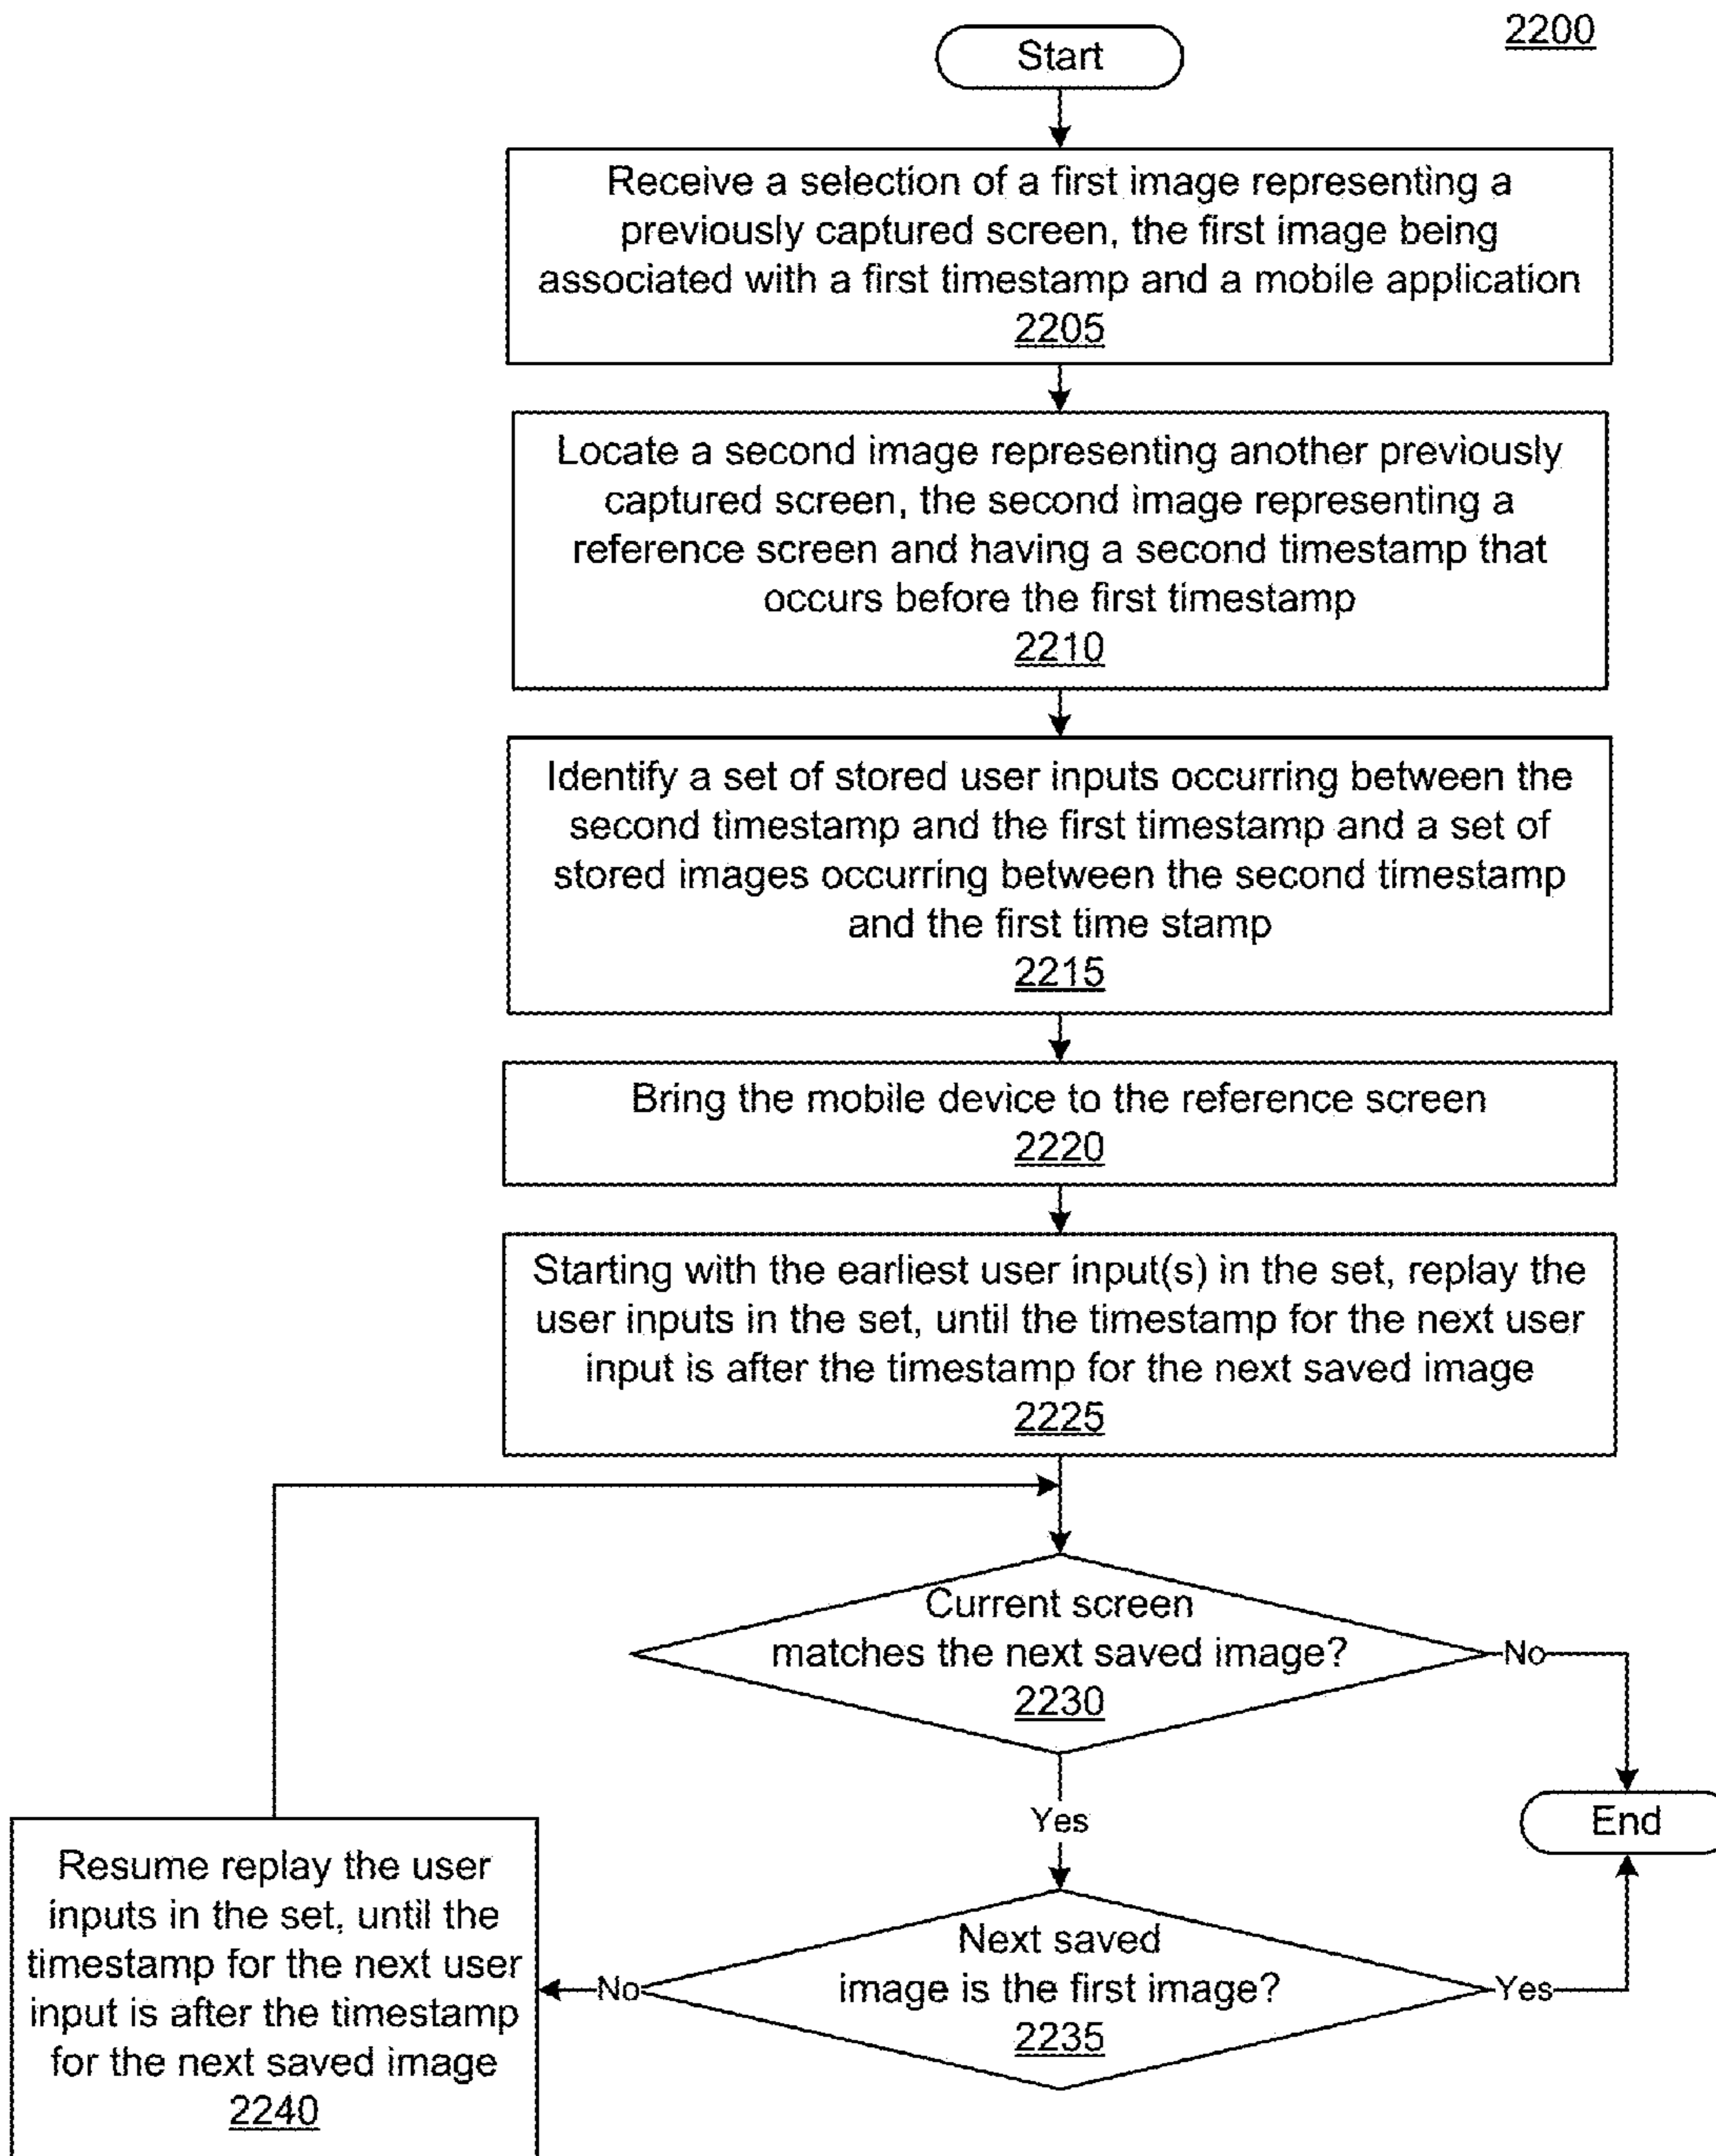 2200
Start
Receive a selection of a first image representing a
previously captured screen, the first image being
associated with a first timestamp and a mobile application
2205
Locate a second image representing another previously
captured screen, the second image representing a
reference screen and having a second timestamp that
occurs before the first timestamp
2210
Identify a set of stored user inputs occurring between the
second timestamp and the first timestamp and a set of
stored images occurring between the second timestamp
and the first time stamp
2215
Bring the mobile device to the reference screen
2220
Starting with the earliest user input(s) in the set, replay the
user inputs in the set, until the timestamp for the next user
input is after the timestamp for the next saved image
2225
Current screen
matches the next saved image?
2230
No
Yes
End
Next saved
image is the first image?
2235
No
Yes
Resume replay the user
inputs in the set, until the
timestamp for the next user
input is after the timestamp
for the next saved image
2240